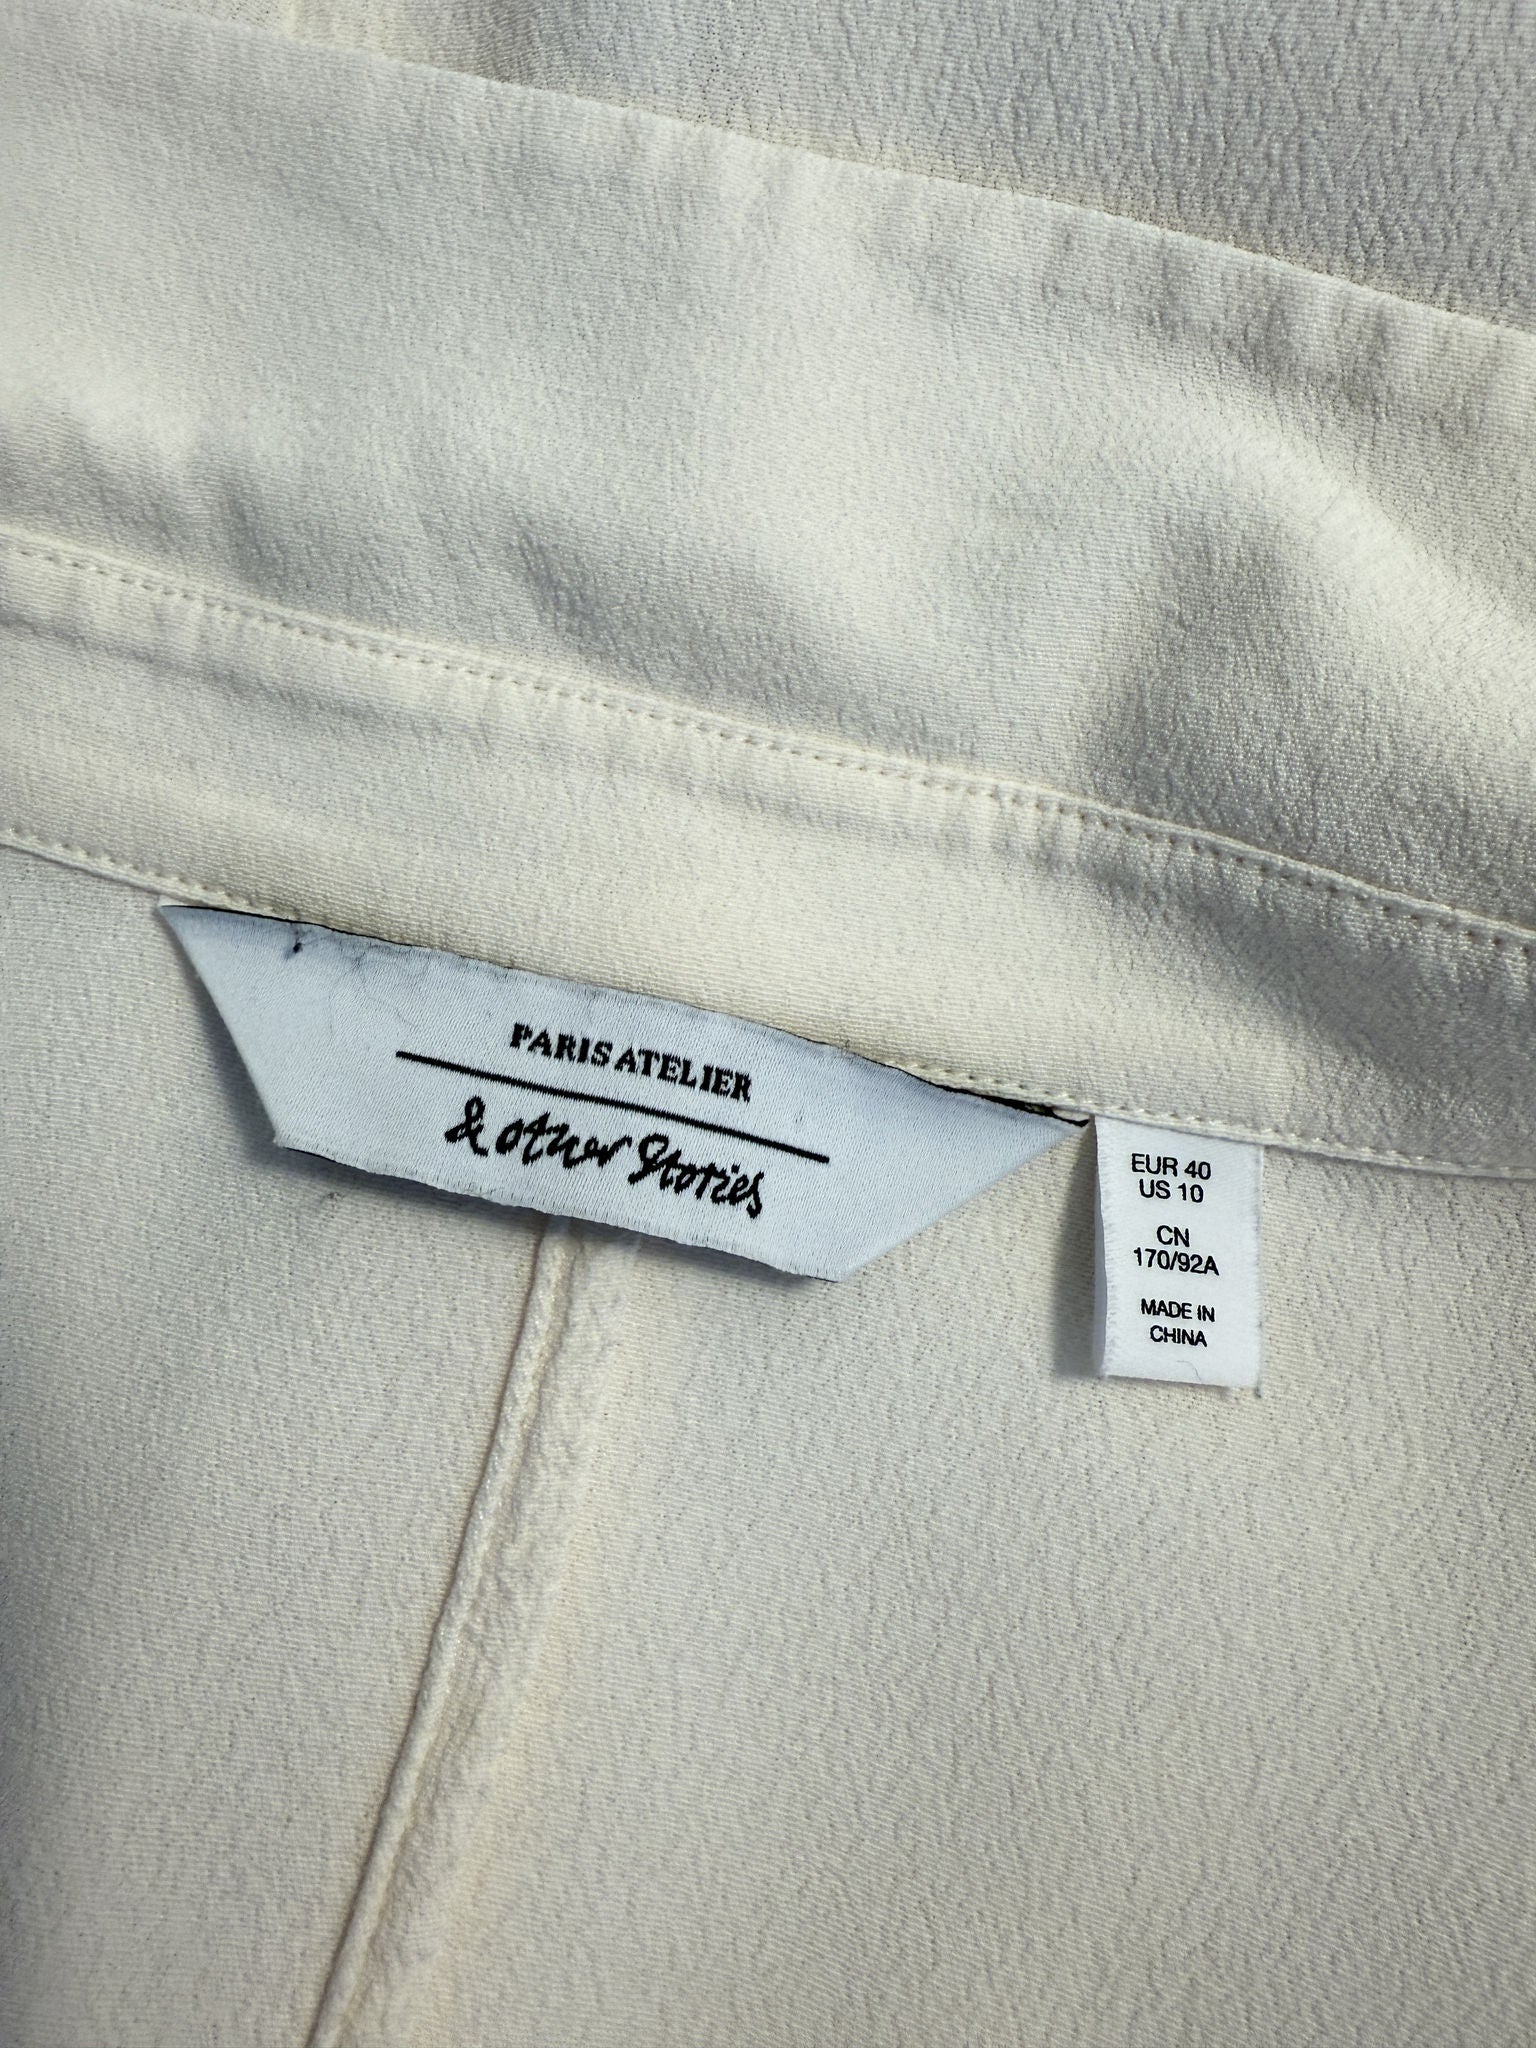 PARIS ATELIER
& other Stories
EUR 40
US 10
CN
170/92A
MADE IN
CHINA